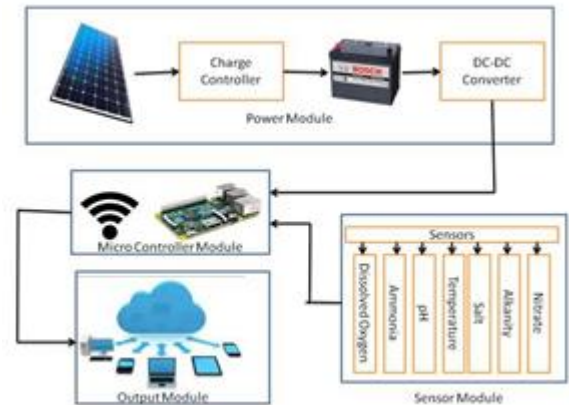 Charge
Controller
BOSCH
DC-DC
Converter
Power Module
Micro Controller Module
Output Module
Sensors
Dissolved Oxygen
Ammonia
pH
Temperature
Salt
Alkanity
Nitrate
Sensor Module